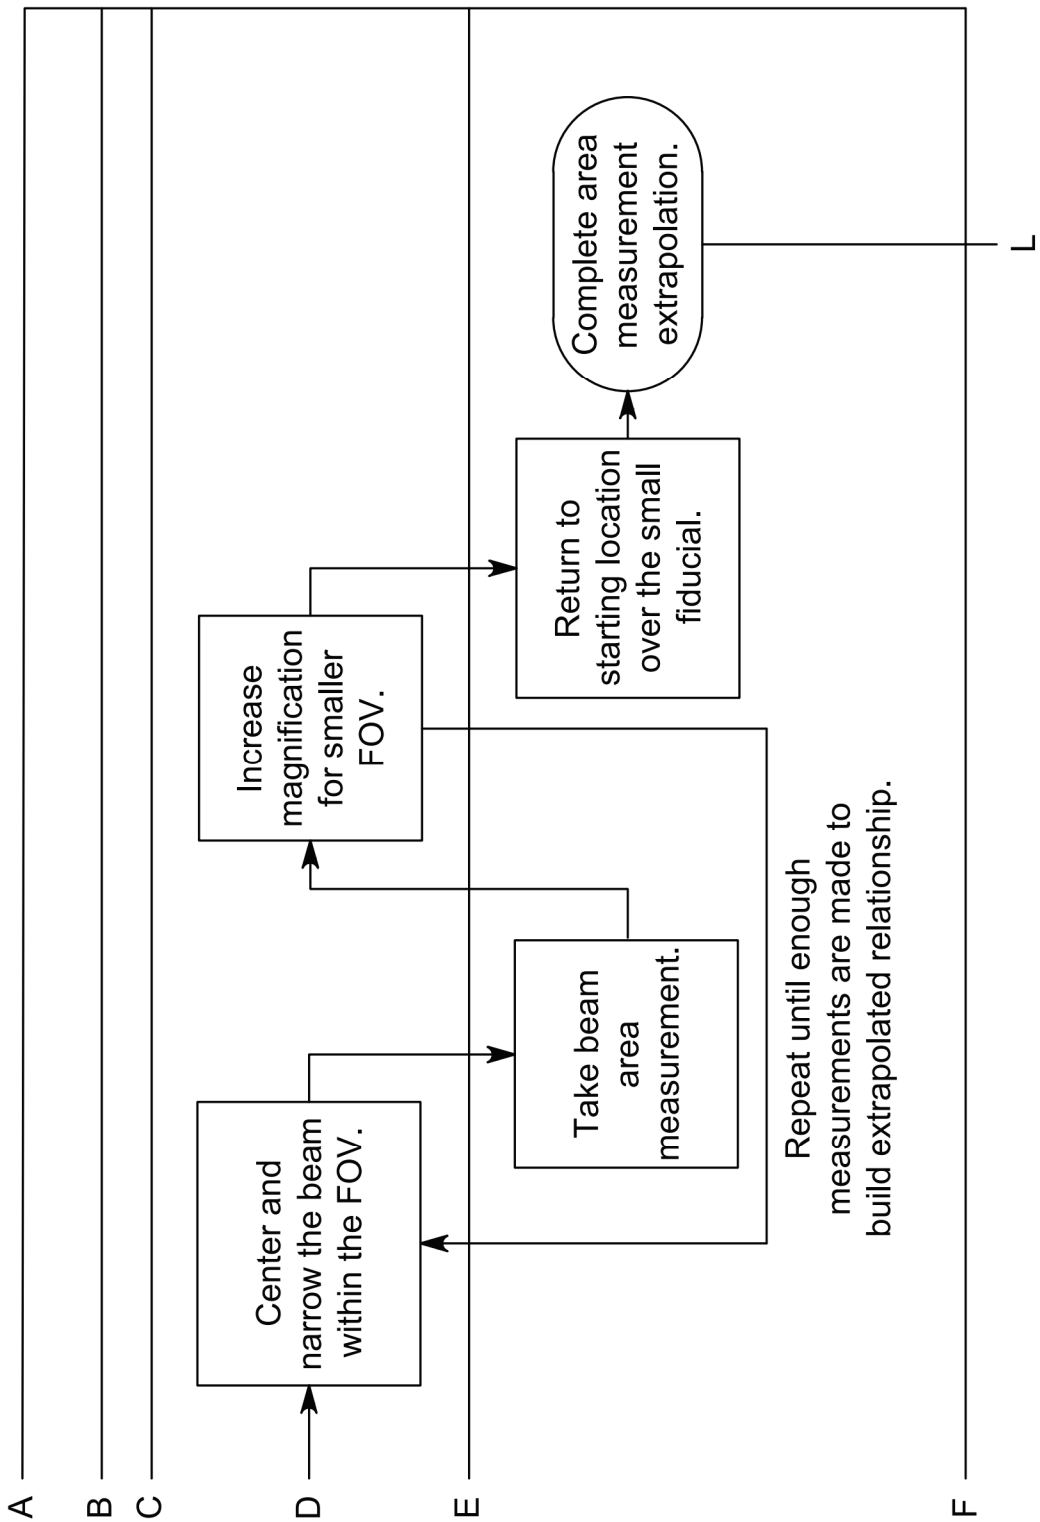 A
B
C
D
E
F
Center and
narrow the beam
within the FOV.
Take beam
area
measurement.
Increase
magnification
for smaller
FOV.
Return to
starting location
over the small
fiducial.
Complete area
measurement
extrapolation.
Repeat until enough
measurements are made to
build extrapolated relationship.
L